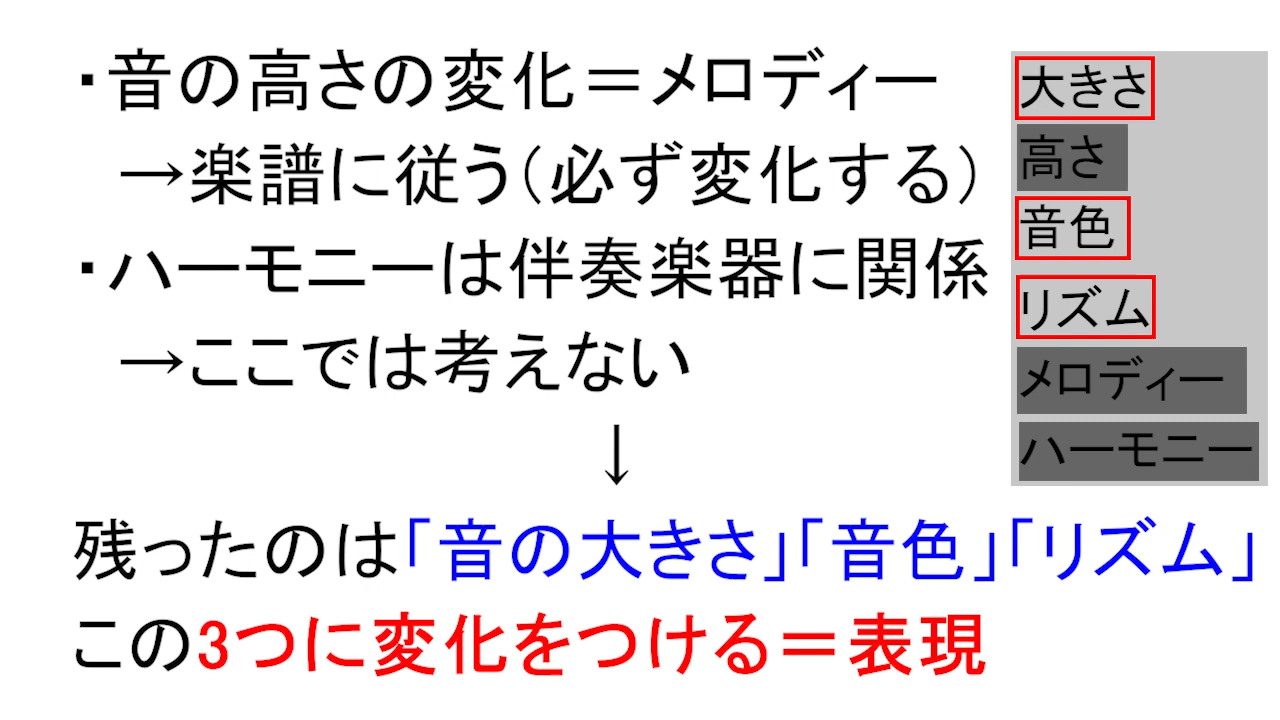 ・音の高さの変化＝メロディー
→楽譜に従う（必ず変化する）
・ハーモニーは伴奏楽器に関係
→ここでは考えない
↓
残ったのは「音の大きさ」「音色」「リズム」
この3つに変化をつける＝表現
大きさ
高さ
音色
リズム
メロディー
ハーモニー